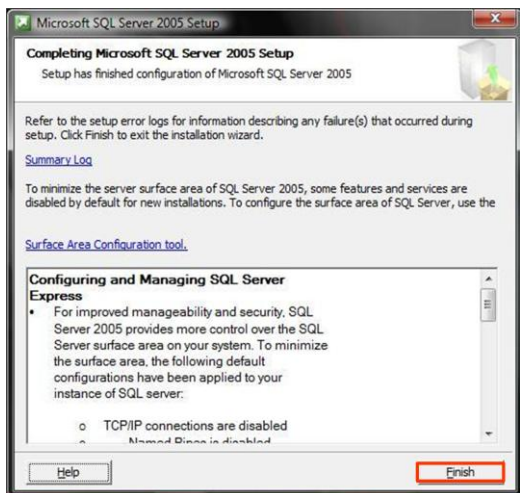 Microsoft SQL Server 2005 Setup
Completing Microsoft SQL Server 2005 Setup
Setup has finished configuration of Microsoft SQL Server 2005
Refer to the setup error logs for information describing any failure(s) that occurred during
setup. Click Finish to exit the installation wizard.
Summary Log
To minimize the server surface area of SQL Server 2005, some features and services are
disabled by default for new installations. To configure the surface area of SQL Server, use the
Surface Area Configuration tool.
Configuring and Managing SQL Server
Express
• For improved manageability and security, SQL
Server 2005 provides more control over the SQL
Server surface area on your system. To minimize
the surface area, the following default
configurations have been applied to your
instance of SQL server:
o TCP/IP connections are disabled
o Named Pipes is disabled
Help
Finish